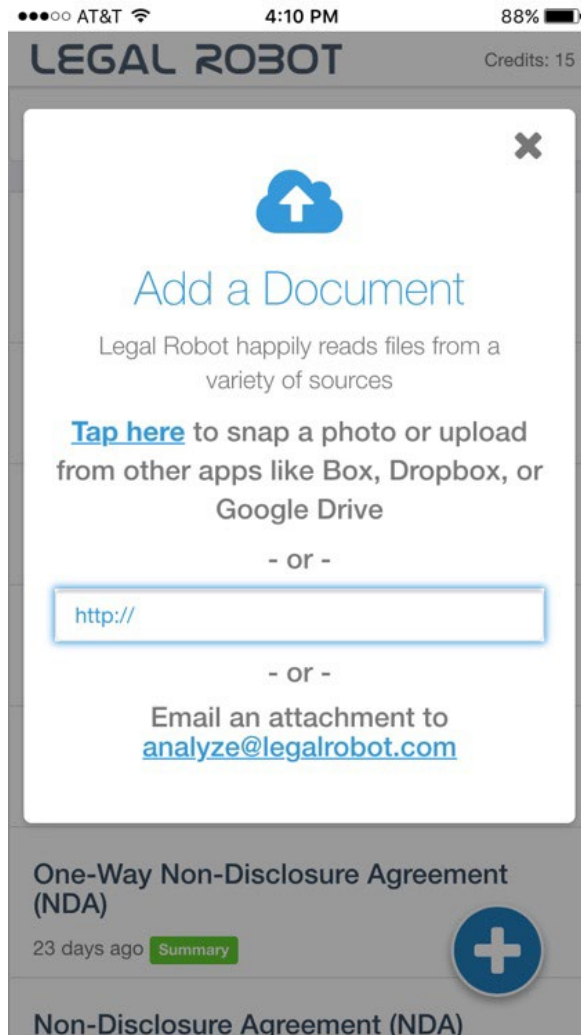 AT&T 4:10 PM 88%
LEGAL ROBOT Credits: 15
Add a Document
Legal Robot happily reads files from a
variety of sources
Tap here to snap a photo or upload
from other apps like Box, Dropbox, or
Google Drive
- or -
http://
- or -
Email an attachment to
analyze@legalrobot.com
One-Way Non-Disclosure Agreement
(NDA)
23 days ago Summary
Non-Disclosure Agreement (NDA)